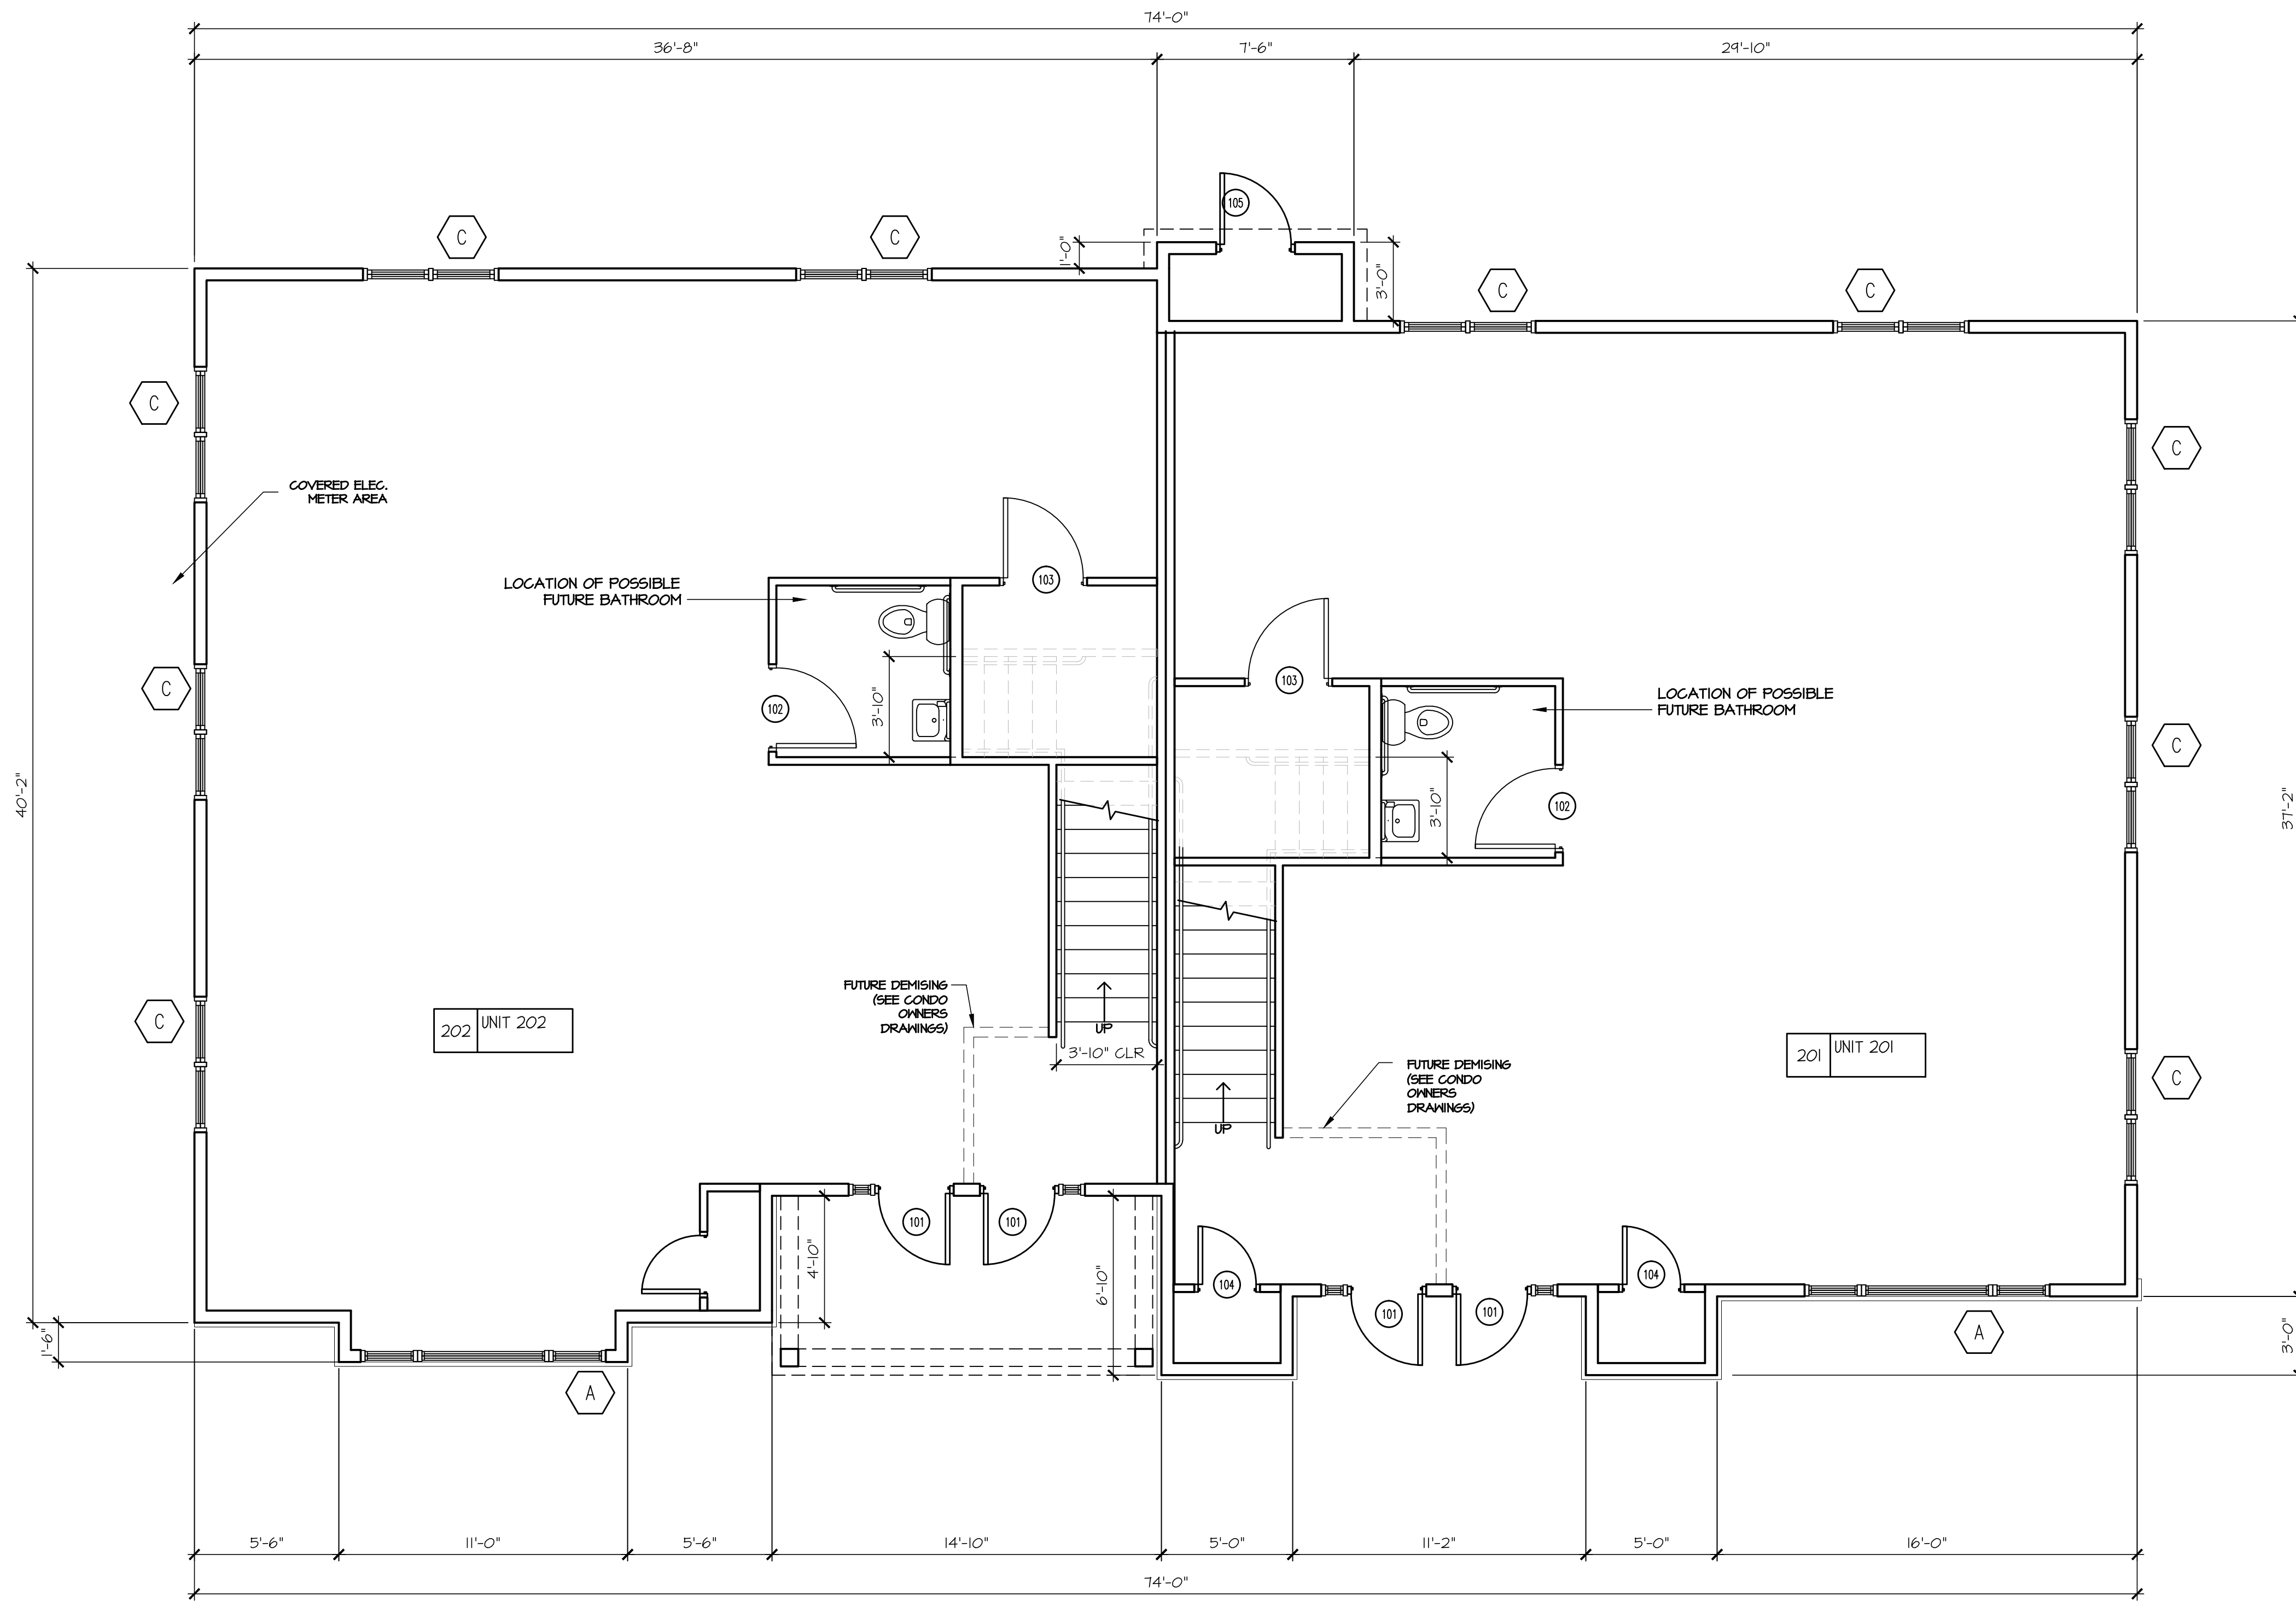 74'-0"
36'-8"
7'-6"
29'-10"
105
C
C
1'-0"
3'-0"
C
C
C
C
COVERED ELEC.
METER AREA
LOCATION OF POSSIBLE
FUTURE BATHROOM
103
103
LOCATION OF POSSIBLE
FUTURE BATHROOM
C
102
3'-10"
C
40'-2"
3'-10"
102
37'-2"
FUTURE DEMISING
(SEE CONDO
OWNERS
DRAWINGS)
C
202
UNIT 202
UP
3'-10" CLR
201
UNIT 201
FUTURE DEMISING
(SEE CONDO
OWNERS
DRAWINGS)
C
UP
101
101
4'-10"
6'-10"
104
104
101
101
A
1'-6"
3'-0"
A
5'-6"
11'-0"
5'-6"
14'-10"
5'-0"
11'-2"
5'-0"
16'-0"
74'-0"